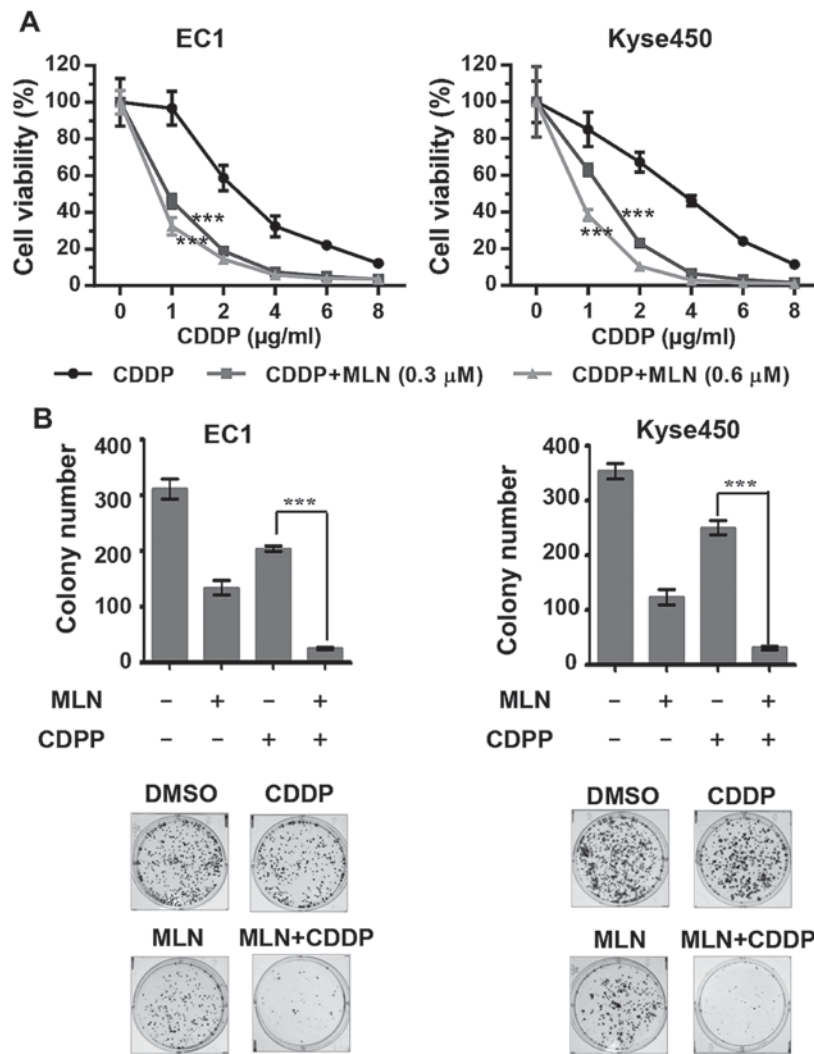 A
EC1
Kyse450
Cell viability (%)
120
100
80
60
40
20
0
***
***
0 1 2 4 6 8
CDDP (μg/ml)
Cell viability (%)
120
100
80
60
40
20
0
***
***
0 1 2 4 6 8
CDDP (μg/ml)
CDDP CDDP+MLN (0.3 μM) CDDP+MLN (0.6 μM)
B
EC1
Kyse450
Colony number
400
300
200
100
0
***
Colony number
400
300
200
100
0
***
MLN − + − +
CDPP − − + +
MLN − + − +
CDPP − − + +
DMSO CDDP
MLN MLN+CDDP
DMSO CDDP
MLN MLN+CDDP